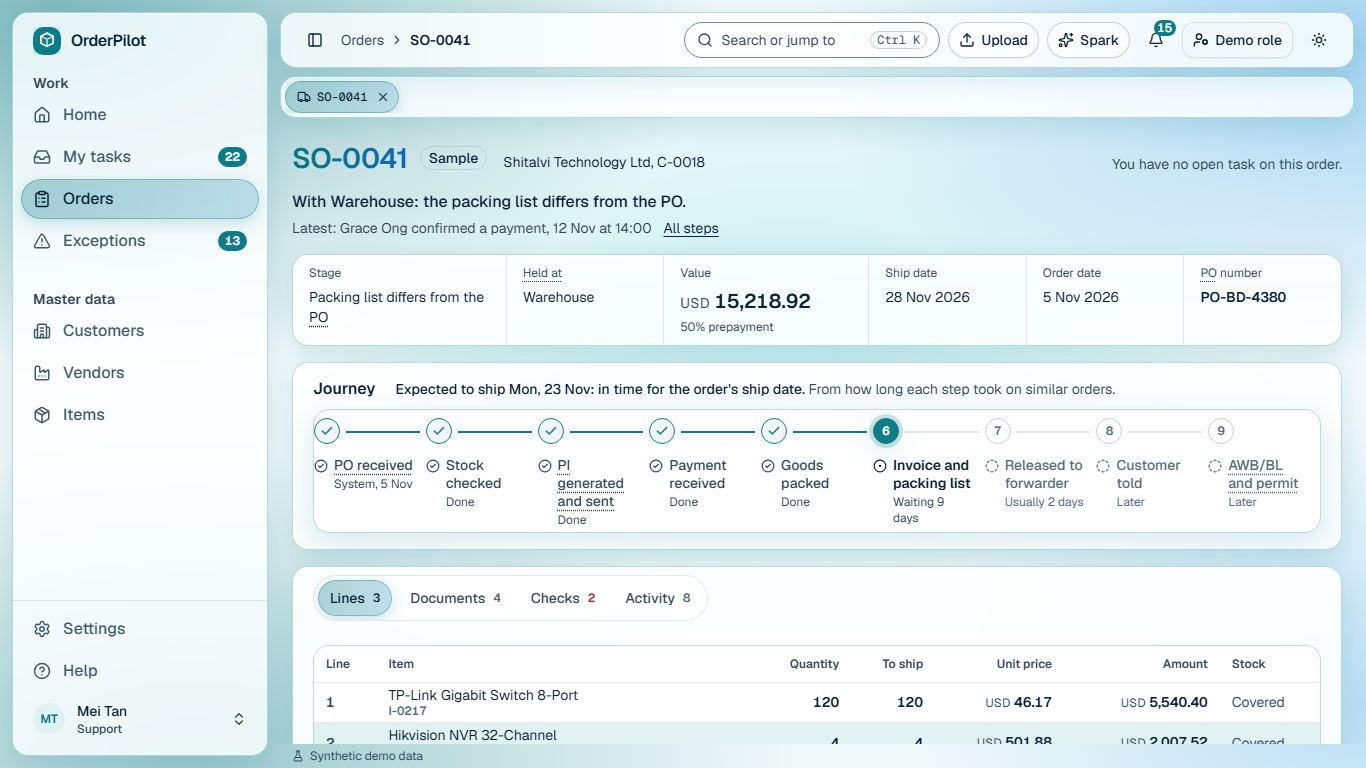 OrderPilot
Work
Home
My tasks 22
Orders
Exceptions 13
Master data
Customers
Vendors
Items
Settings
Help
MT Mei Tan
Support
Orders > SO-0041
Search or jump to Ctrl K
Upload
Spark
15
Demo role
SO-0041
SO-0041 Sample Shitalvi Technology Ltd, C-0018
You have no open task on this order.
With Warehouse: the packing list differs from the PO.
Latest: Grace Ong confirmed a payment, 12 Nov at 14:00 All steps
Stage
Packing list differs from the
PO
Held at
Warehouse
Value
USD 15,218.92
50% prepayment
Ship date
28 Nov 2026
Order date
5 Nov 2026
PO number
PO-BD-4380
Journey Expected to ship Mon, 23 Nov: in time for the order's ship date. From how long each step took on similar orders.
6 7 8 9
PO received
System, 5 Nov
Stock
checked
Done
PI
generated
and sent
Done
Payment
received
Done
Goods
packed
Done
Invoice and
packing list
Waiting 9
days
Released to
forwarder
Usually 2 days
Customer
told
Later
AWB/BL
and permit
Later
Lines 3 Documents 4 Checks 2 Activity 8
Line Item Quantity To ship Unit price Amount Stock
1 TP-Link Gigabit Switch 8-Port 120 120 USD 46.17 USD 5,540.40 Covered
I-0217
2 Hikvision NVR 32-Channel 4 4 USD 501.88 USD 2,007.52 Covered
Synthetic demo data